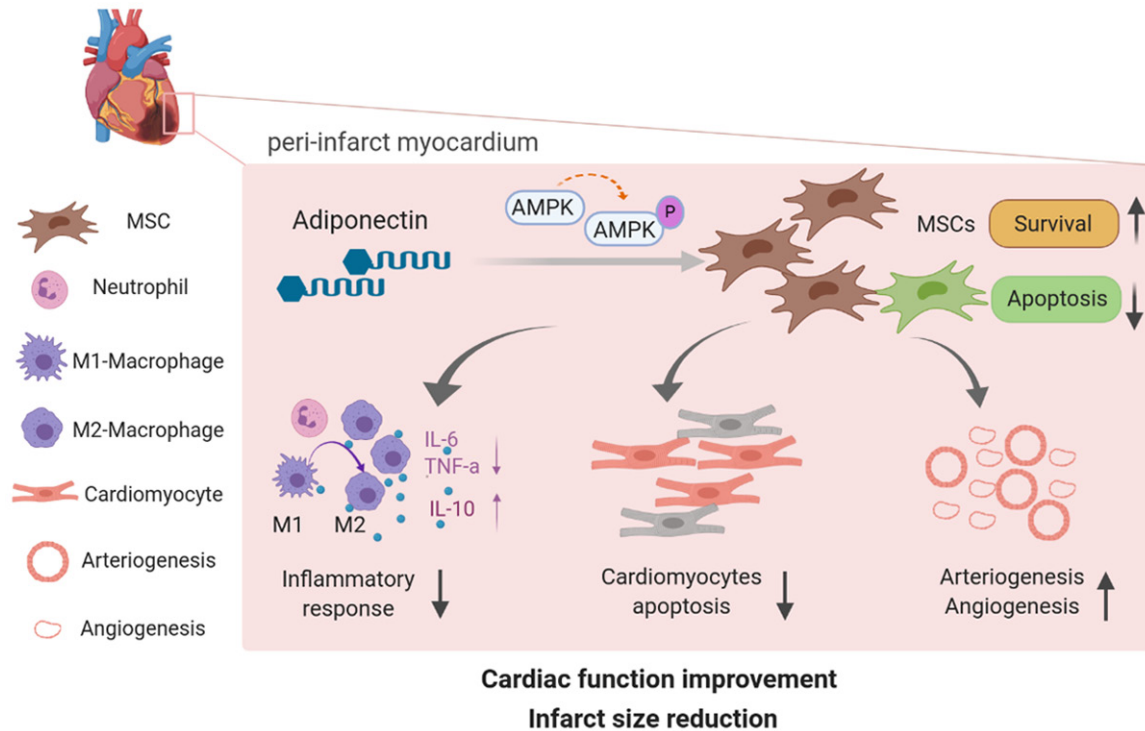 peri-infarct myocardium
MSC
Neutrophil
M1-Macrophage
M2-Macrophage
Cardiomyocyte
Arteriogenesis
Angiogenesis
Adiponectin
AMPK
AMPK
P
MSCs
Survival
Apoptosis
IL-6
TNF-a
IL-10
M1
M2
Inflammatory
response
Cardiomyocytes
apoptosis
Arteriogenesis
Angiogenesis
Cardiac function improvement
Infarct size reduction